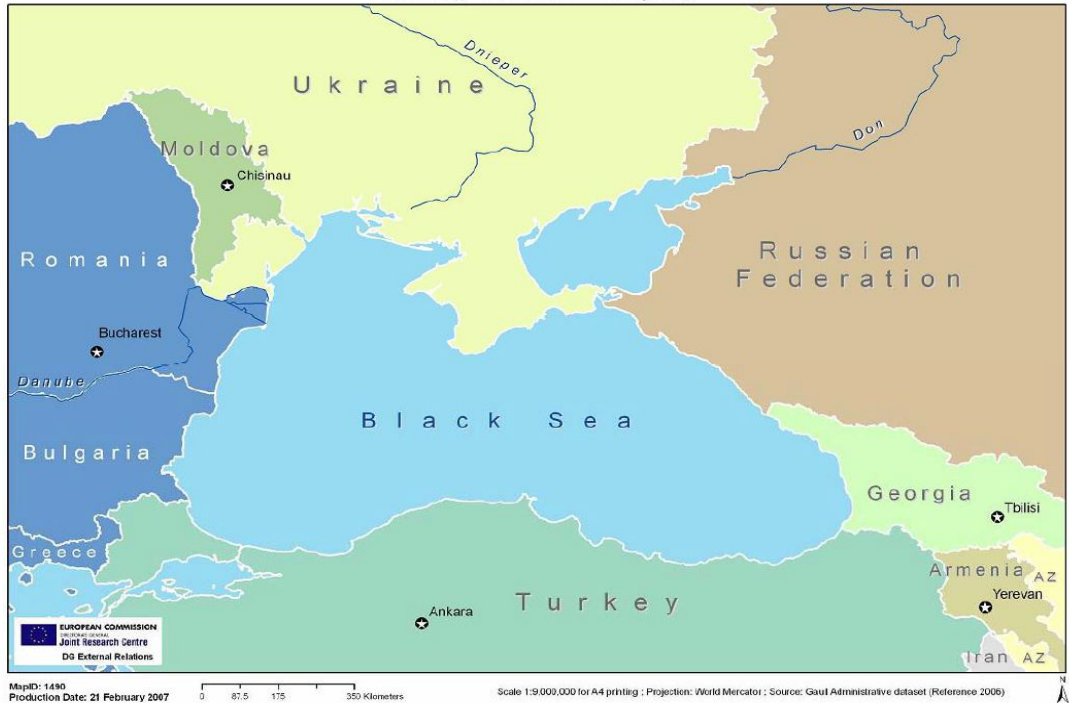 Dnieper
Ukraine
Don
Moldova
Chisinau
Romania
Russian
Federation
Bucharest
Danube
Black Sea
Bulgaria
Georgia
Tbilisi
Greece
Armenia
AZ
Yerevan
Ankara
Turkey
Iran
AZ
EUROPEAN COMMISSION
DIRECTORATE GENERAL
Joint Research Centre
DG External Relations
MapID: 1490
Production Date: 21 February 2007
0 87.5 175 350 Kilometers
Scale 1:9,000,000 for A4 printing ; Projection: World Mercator ; Source: Gaul Administrative dataset (Reference 2006)
N